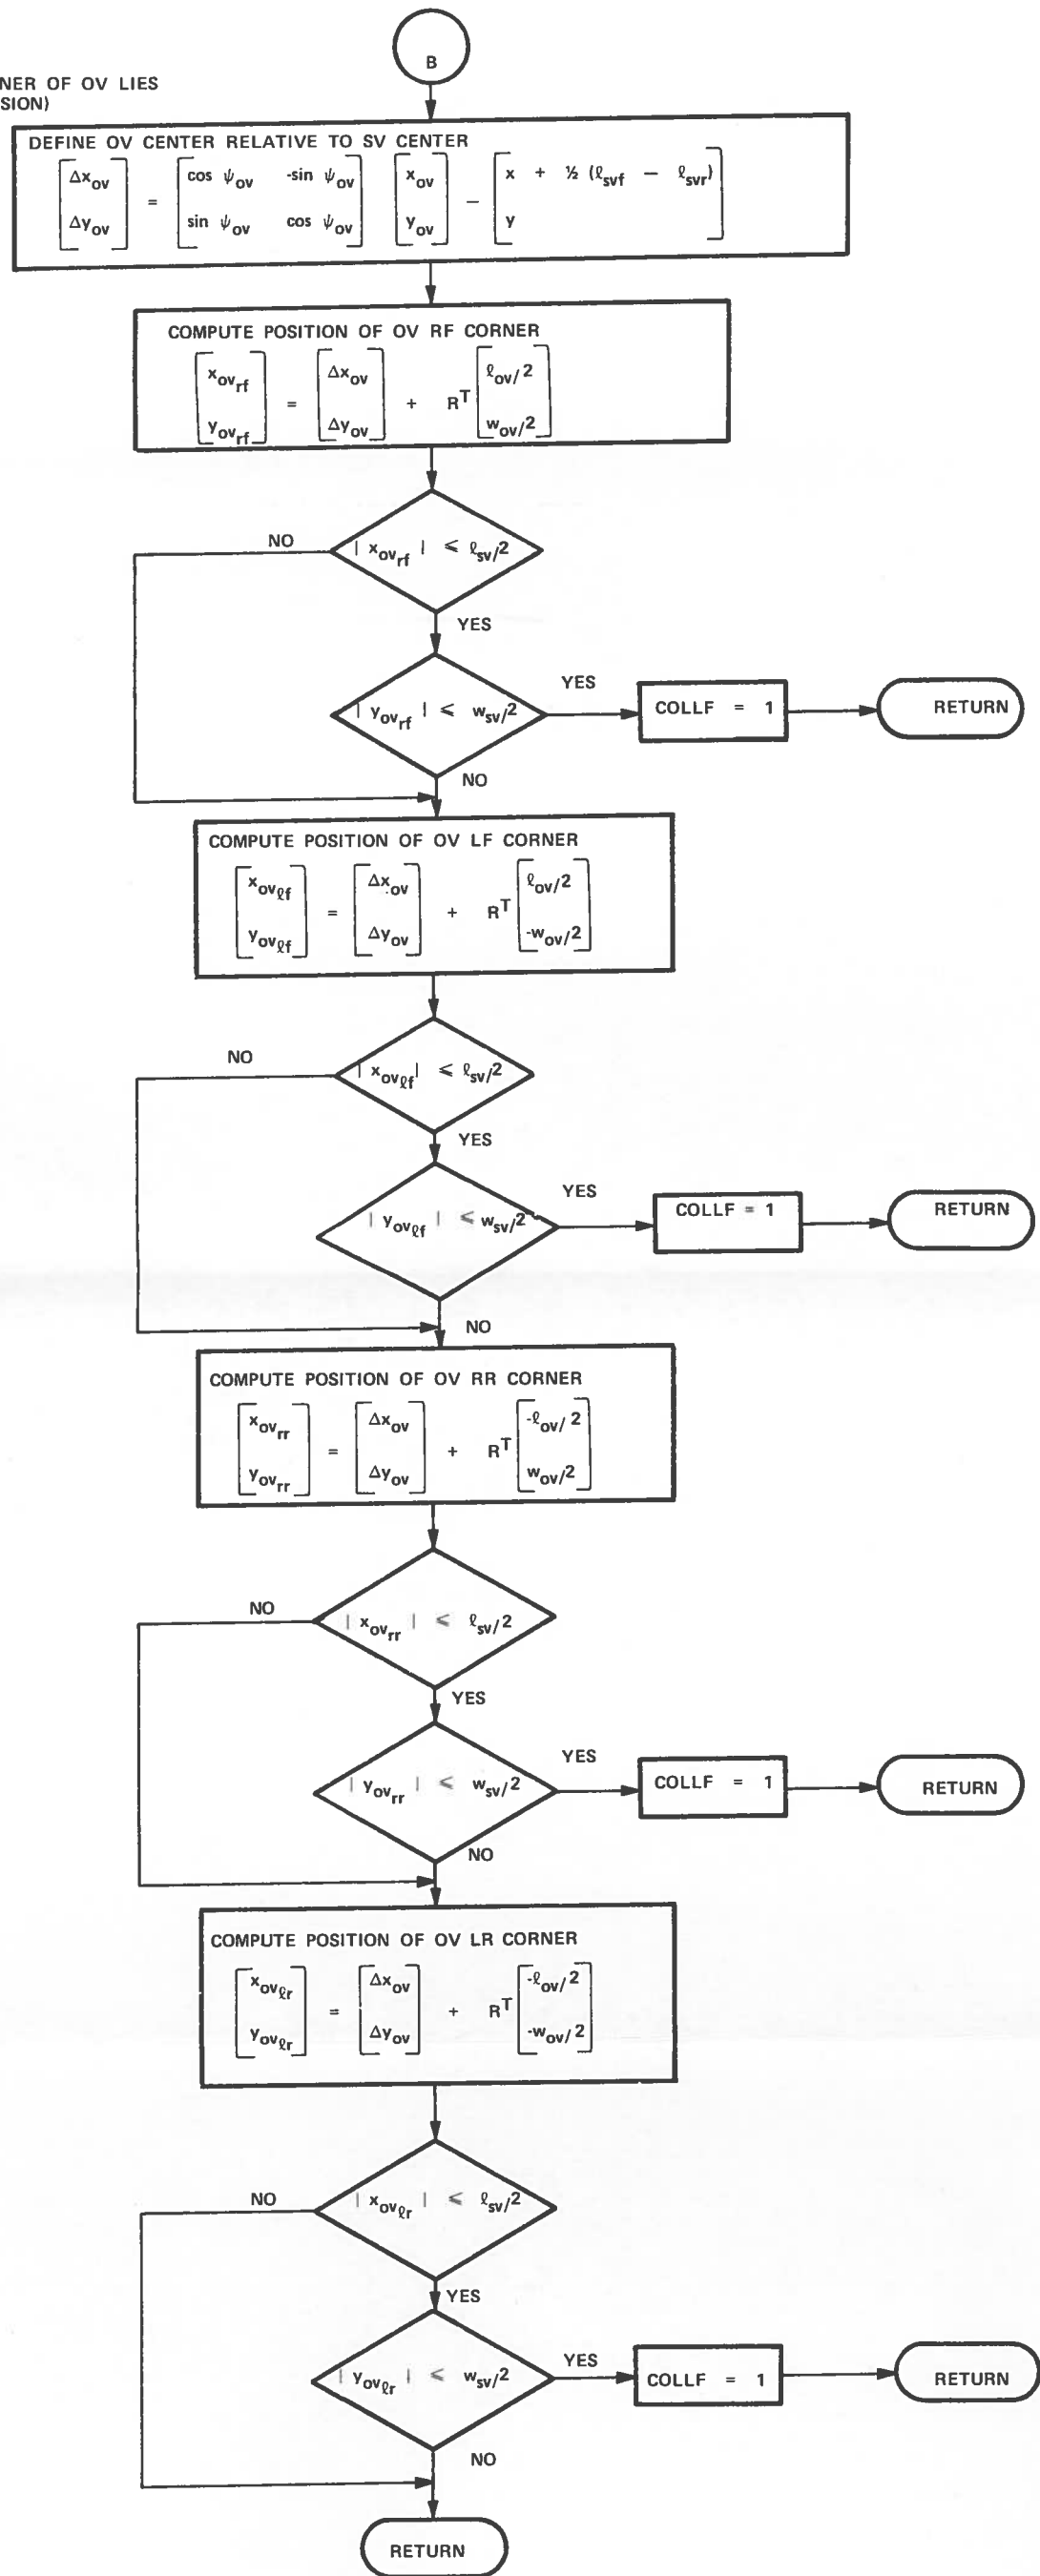 B
NER OF OV LIES
SION)
DEFINE OV CENTER RELATIVE TO SV CENTER
[Δx_ov] = [cos ψ_ov -sin ψ_ov] [x_ov] − [x + ½ (ℓ_svf − ℓ_svr)]
[Δy_ov] [sin ψ_ov cos ψ_ov] [y_ov] [y]
COMPUTE POSITION OF OV RF CORNER
[x_ov_rf] = [Δx_ov] + R^T [ℓ_ov/2]
[y_ov_rf] [Δy_ov] [w_ov/2]
NO
| x_ov_rf | ⩽ ℓ_sv/2
YES
| y_ov_rf | ⩽ w_sv/2
YES
COLLF = 1
RETURN
NO
COMPUTE POSITION OF OV LF CORNER
[x_ov_ℓf] = [Δx_ov] + R^T [ℓ_ov/2]
[y_ov_ℓf] [Δy_ov] [-w_ov/2]
NO
| x_ov_ℓf | ⩽ ℓ_sv/2
YES
| y_ov_ℓf | ⩽ w_sv/2
YES
COLLF = 1
RETURN
NO
COMPUTE POSITION OF OV RR CORNER
[x_ov_rr] = [Δx_ov] + R^T [-ℓ_ov/2]
[y_ov_rr] [Δy_ov] [w_ov/2]
NO
| x_ov_rr | ⩽ ℓ_sv/2
YES
| y_ov_rr | ⩽ w_sv/2
YES
COLLF = 1
RETURN
NO
COMPUTE POSITION OF OV LR CORNER
[x_ov_ℓr] = [Δx_ov] + R^T [-ℓ_ov/2]
[y_ov_ℓr] [Δy_ov] [-w_ov/2]
NO
| x_ov_ℓr | ⩽ ℓ_sv/2
YES
| y_ov_ℓr | ⩽ w_sv/2
YES
COLLF = 1
RETURN
NO
RETURN